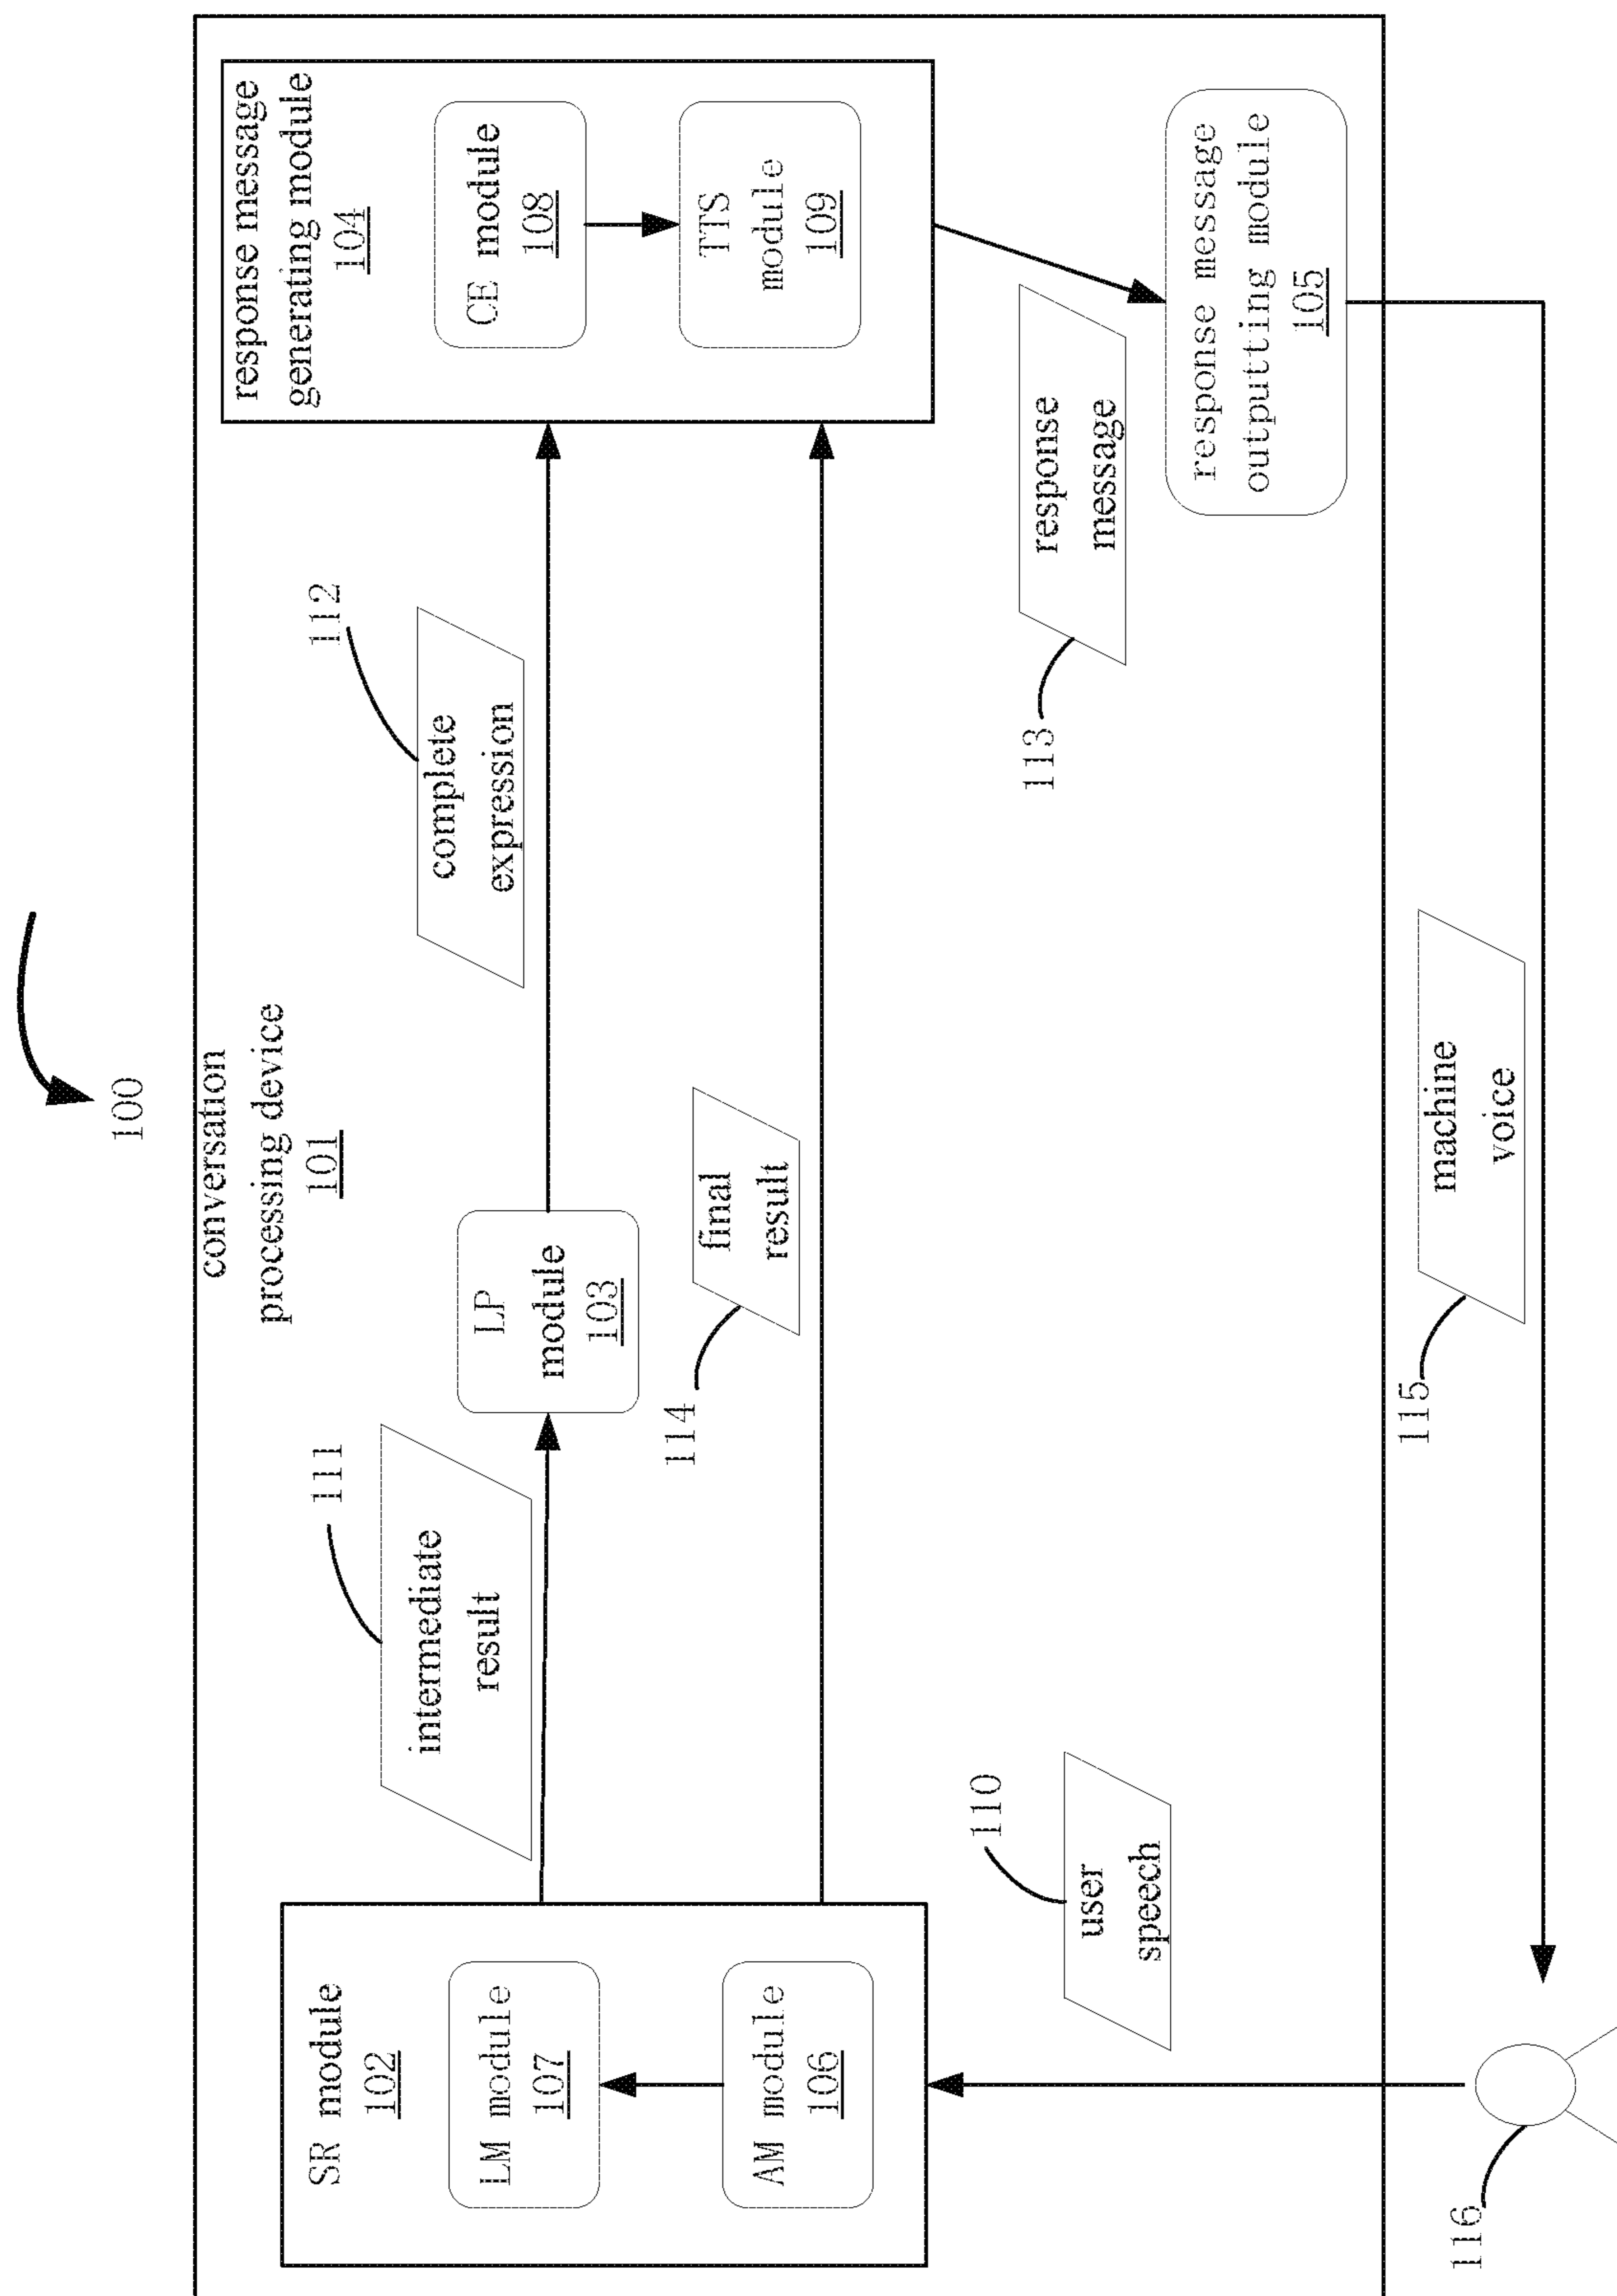 100
conversation
processing device
101
SR module
102
LM module
107
AM module
106
111
intermediate
result
LP
module
103
112
complete
expression
response message
generating module
104
CE module
108
TTS
module
109
114
final
result
110
user
speech
113
response
message
response message
outputting module
105
115
machine
voice
116